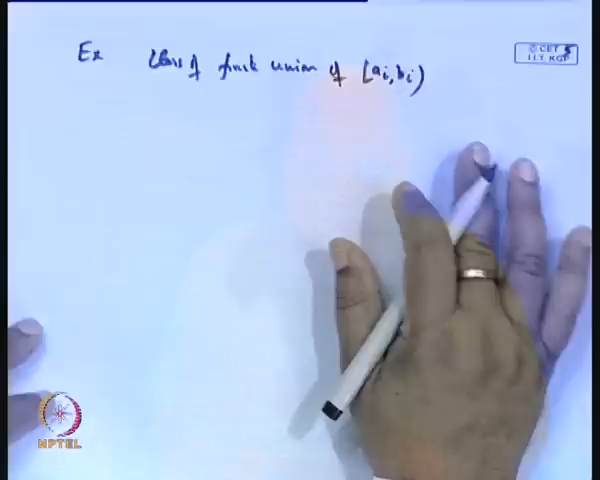 Ex Class of finite union of [ai, bi)
© CET
I.I.T. KGP
NPTEL